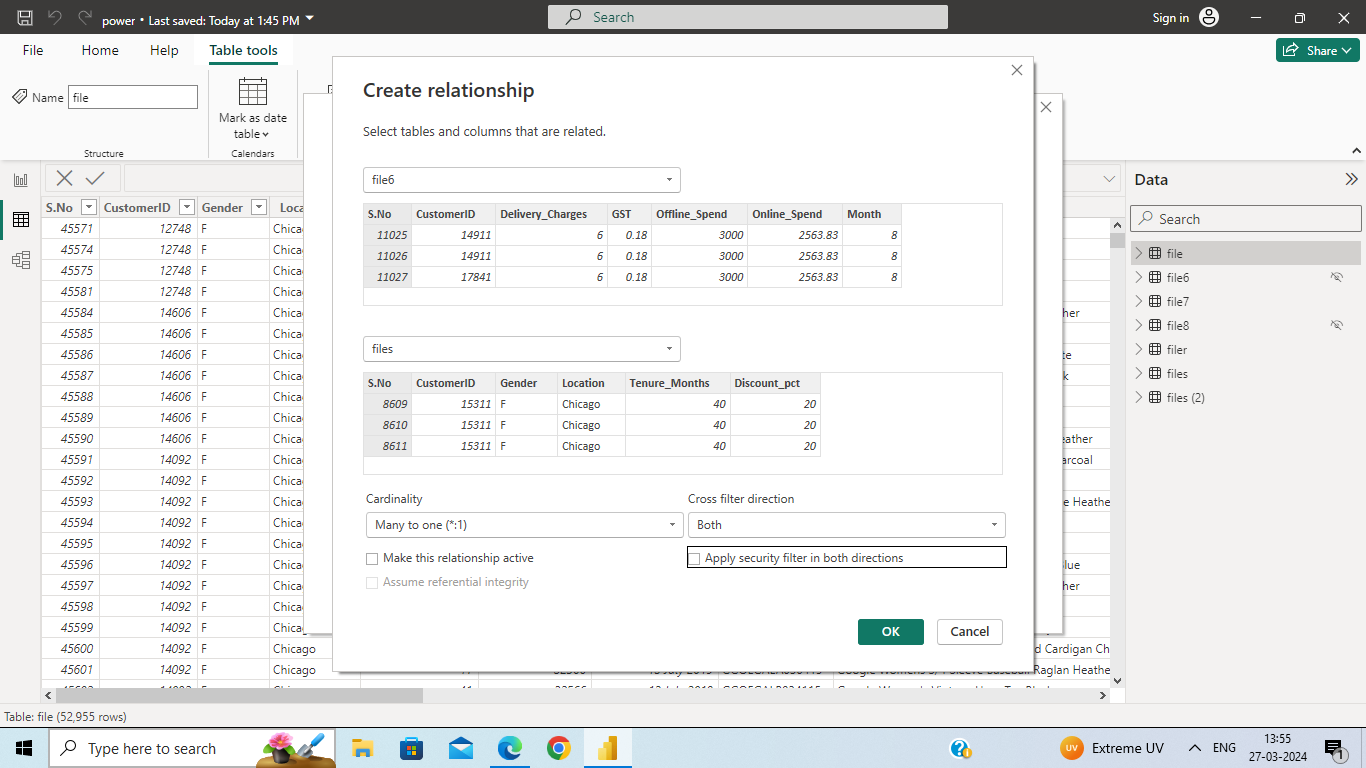 power • Last saved: Today at 1:45 PM
Search
Sign in
File Home Help Table tools
Share
Name file
Mark as date
table
Structure
Calendars
Create relationship
Select tables and columns that are related.
file6
S.No CustomerID Delivery_Charges GST Offline_Spend Online_Spend Month
11025 14911 6 0.18 3000 2563.83 8
11026 14911 6 0.18 3000 2563.83 8
11027 17841 6 0.18 3000 2563.83 8
files
S.No CustomerID Gender Location Tenure_Months Discount_pct
8609 15311 F Chicago 40 20
8610 15311 F Chicago 40 20
8611 15311 F Chicago 40 20
Cardinality
Many to one (*:1)
Cross filter direction
Both
Make this relationship active
Apply security filter in both directions
Assume referential integrity
OK Cancel
S.No CustomerID Gender Loca
45571 12748 F Chica
45574 12748 F Chica
45575 12748 F Chica
45581 12748 F Chica
45584 14606 F Chica her
45585 14606 F Chica
45586 14606 F Chica te
45587 14606 F Chica k
45588 14606 F Chica
45589 14606 F Chica
45590 14606 F Chica eather
45591 14092 F Chica arcoal
45592 14092 F Chica
45593 14092 F Chica e Heathe
45594 14092 F Chica
45595 14092 F Chica
45596 14092 F Chica lue
45597 14092 F Chica her
45598 14092 F Chica
45599 14092 F Chica
45600 14092 F Chicago d Cardigan Ch
45601 14092 F Chicago Raglan Heathe
Data
Search
file
file6
file7
file8
filer
files
files (2)
Table: file (52,955 rows)
Type here to search
UV Extreme UV
ENG
13:55
27-03-2024
1